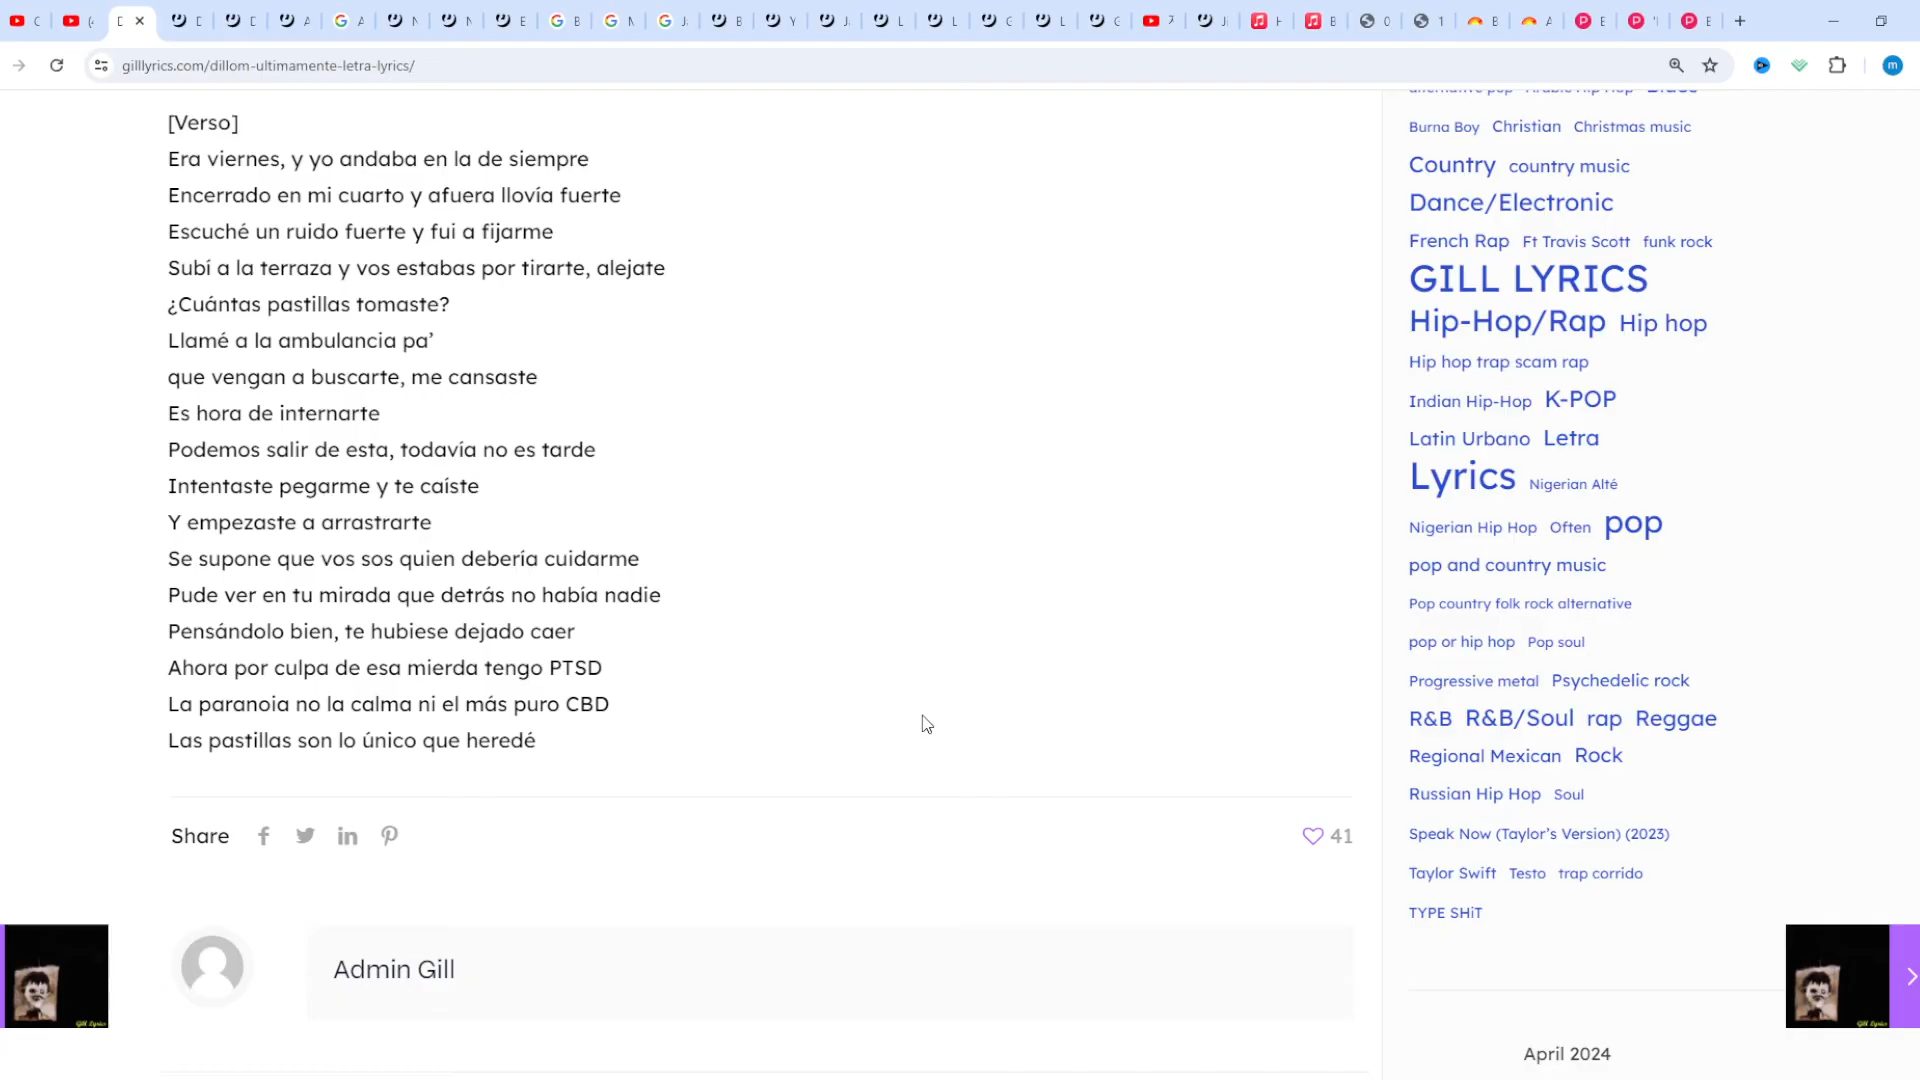 gilllyrics.com/dillom-ultimamente-letra-lyrics/
m
[Verso]
Era viernes, y yo andaba en la de siempre
Encerrado en mi cuarto y afuera llovía fuerte
Escuché un ruido fuerte y fui a fijarme
Subí a la terraza y vos estabas por tirarte, alejate
¿Cuántas pastillas tomaste?
Llamé a la ambulancia pa’
que vengan a buscarte, me cansaste
Es hora de internarte
Podemos salir de esta, todavía no es tarde
Intentaste pegarme y te caíste
Y empezaste a arrastrarte
Se supone que vos sos quien debería cuidarme
Pude ver en tu mirada que detrás no había nadie
Pensándolo bien, te hubiese dejado caer
Ahora por culpa de esa mierda tengo PTSD
La paranoia no la calma ni el más puro CBD
Las pastillas son lo único que heredé
Share
41
Admin Gill
Burna Boy Christian Christmas music
Country country music
Dance/Electronic
French Rap Ft Travis Scott funk rock
GILL LYRICS
Hip-Hop/Rap Hip hop
Hip hop trap scam rap
Indian Hip-Hop K-POP
Latin Urbano Letra
Lyrics Nigerian Alté
Nigerian Hip Hop Often pop
pop and country music
Pop country folk rock alternative
pop or hip hop Pop soul
Progressive metal Psychedelic rock
R&B R&B/Soul rap Reggae
Regional Mexican Rock
Russian Hip Hop Soul
Speak Now (Taylor’s Version) (2023)
Taylor Swift Testo trap corrido
TYPE SHiT
Gill Lyrics
Gill Lyrics
April 2024